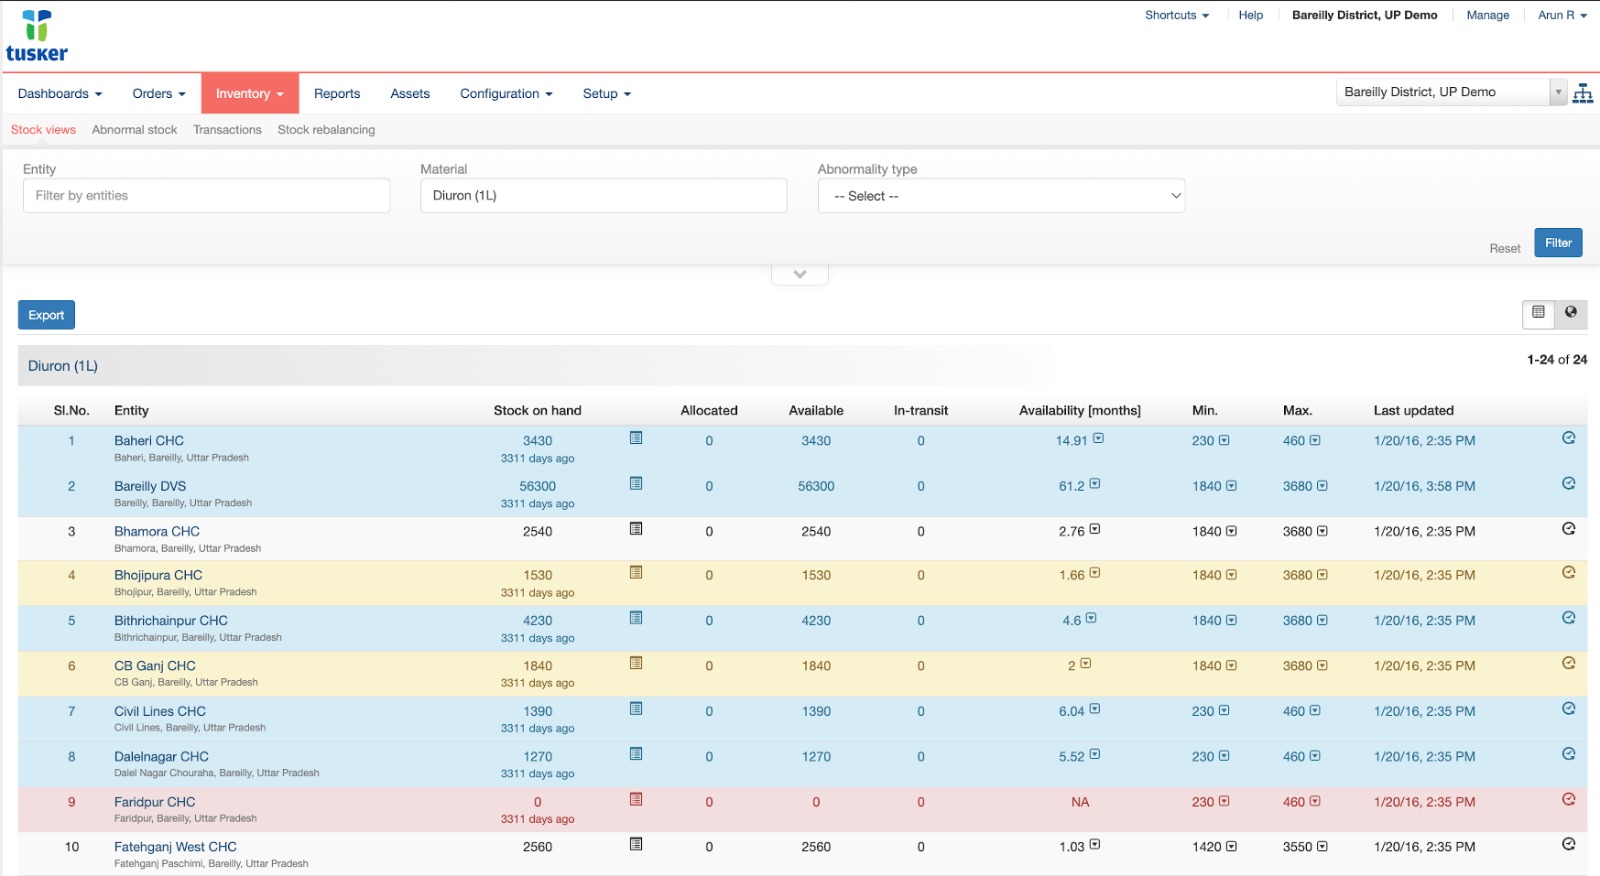 Shortcuts Help Bareilly District, UP Demo Manage Arun R
tusker
Dashboards Orders Inventory Reports Assets Configuration Setup Bareilly District, UP Demo
Stock views Abnormal stock Transactions Stock rebalancing
Entity Material Abnormality type
Filter by entities Diuron (1L) -- Select --
Reset Filter
Export
Diuron (1L) 1-24 of 24
Sl.No. Entity Stock on hand Allocated Available In-transit Availability [months] Min. Max. Last updated
1 Baheri CHC 3430 0 3430 0 14.91 230 460 1/20/16, 2:35 PM
Baheri, Bareilly, Uttar Pradesh 3311 days ago
2 Bareilly DVS 56300 0 56300 0 61.2 1840 3680 1/20/16, 3:58 PM
Bareilly, Bareilly, Uttar Pradesh 3311 days ago
3 Bhamora CHC 2540 0 2540 0 2.76 1840 3680 1/20/16, 2:35 PM
Bhamora, Bareilly, Uttar Pradesh
4 Bhojipura CHC 1530 0 1530 0 1.66 1840 3680 1/20/16, 2:35 PM
Bhojipur, Bareilly, Uttar Pradesh 3311 days ago
5 Bithrichainpur CHC 4230 0 4230 0 4.6 1840 3680 1/20/16, 2:35 PM
Bithrichainpur, Bareilly, Uttar Pradesh 3311 days ago
6 CB Ganj CHC 1840 0 1840 0 2 1840 3680 1/20/16, 2:35 PM
CB Ganj, Bareilly, Uttar Pradesh 3311 days ago
7 Civil Lines CHC 1390 0 1390 0 6.04 230 460 1/20/16, 2:35 PM
Civil Lines, Bareilly, Uttar Pradesh 3311 days ago
8 Dalelnagar CHC 1270 0 1270 0 5.52 230 460 1/20/16, 2:35 PM
Dalel Nagar Chouraha, Bareilly, Uttar Pradesh 3311 days ago
9 Faridpur CHC 0 0 0 0 NA 230 460 1/20/16, 2:35 PM
Faridpur, Bareilly, Uttar Pradesh 3311 days ago
10 Fatehganj West CHC 2560 0 2560 0 1.03 1420 3550 1/20/16, 2:35 PM
Fatehganj Paschimi, Bareilly, Uttar Pradesh